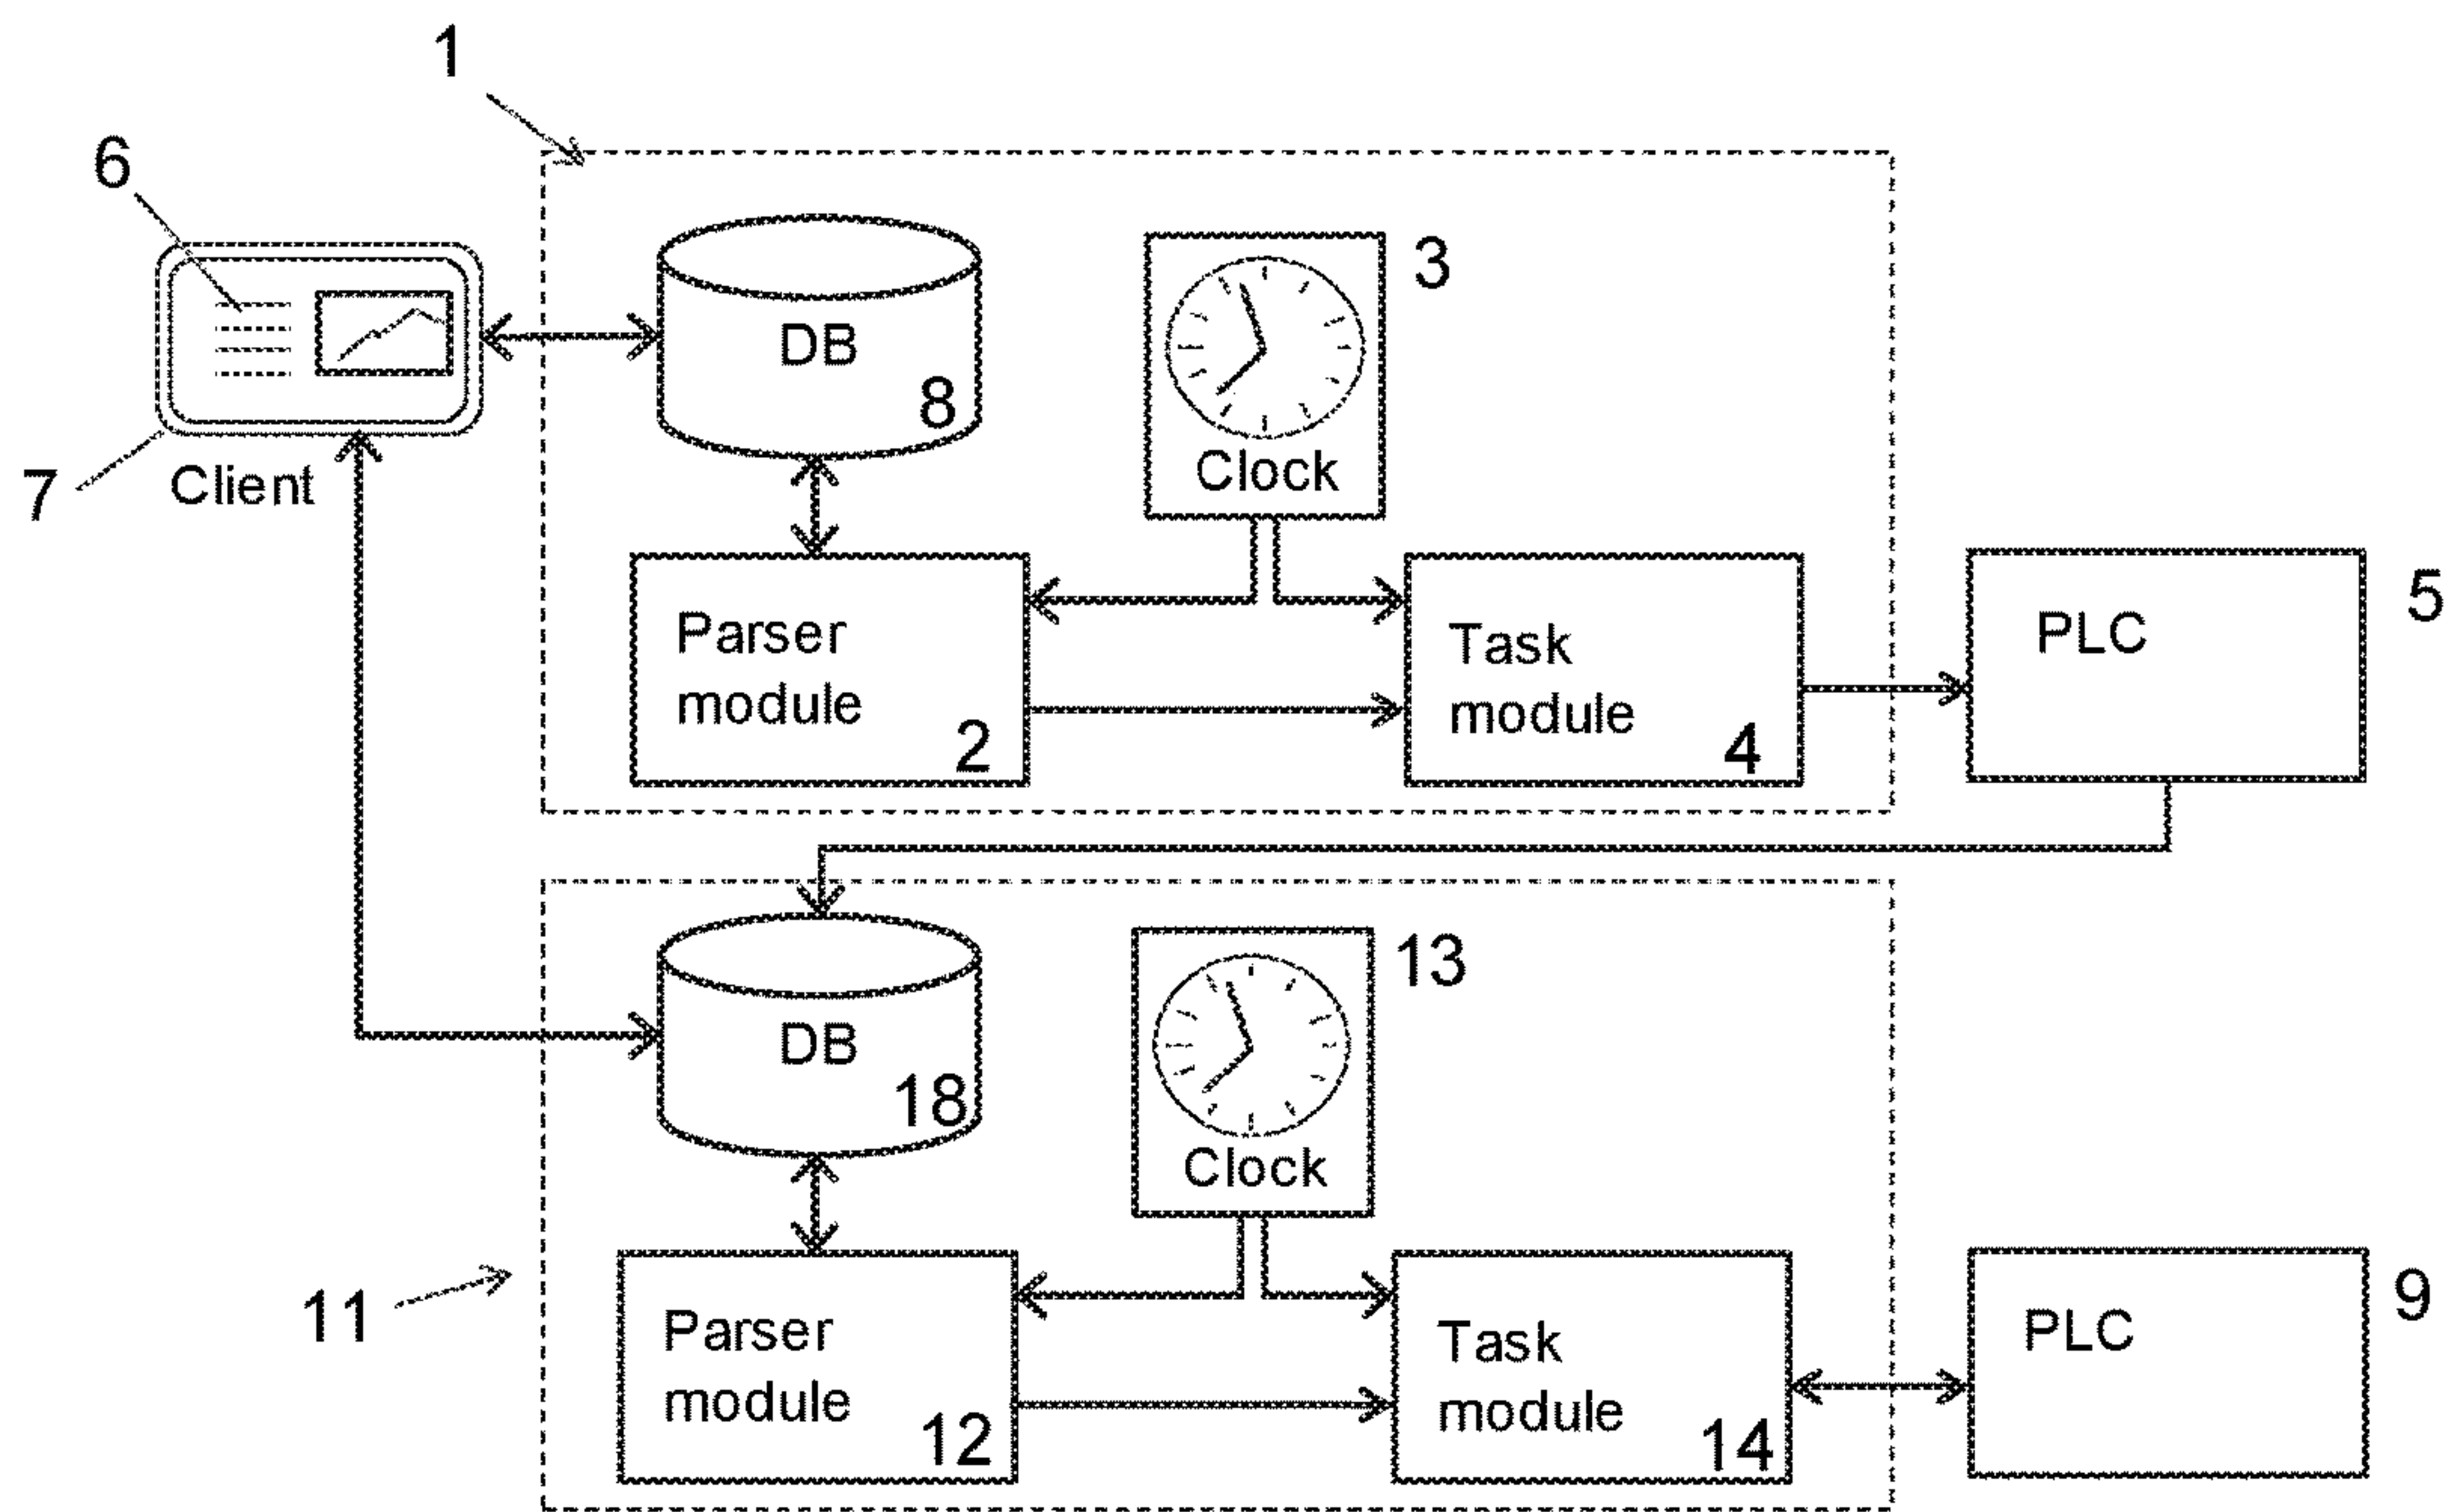 1
6
3
DB
8
Clock
7
Client
5
Parser
module
2
Task
module
4
PLC
13
DB
18
Clock
11
9
Parser
module
12
Task
module
14
PLC